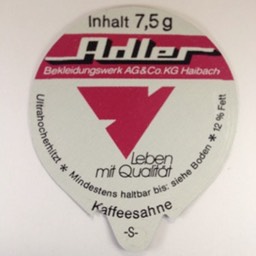 Inhalt 7,5 g
Adler
Bekleidungswerk AG & Co. KG Haibach
Leben
mit Qualität
Ultrahocherhitzt * Mindestens haltbar bis: siehe Boden * 12 % Fett
Kaffeesahne
-S-